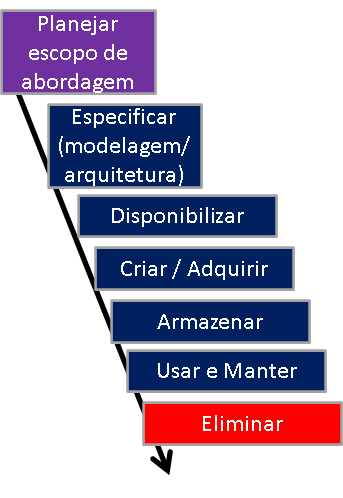 Planejar
escopo de
abordagem
Especificar
(modelagem/
arquitetura)
Disponibilizar
Criar / Adquirir
Armazenar
Usar e Manter
Eliminar